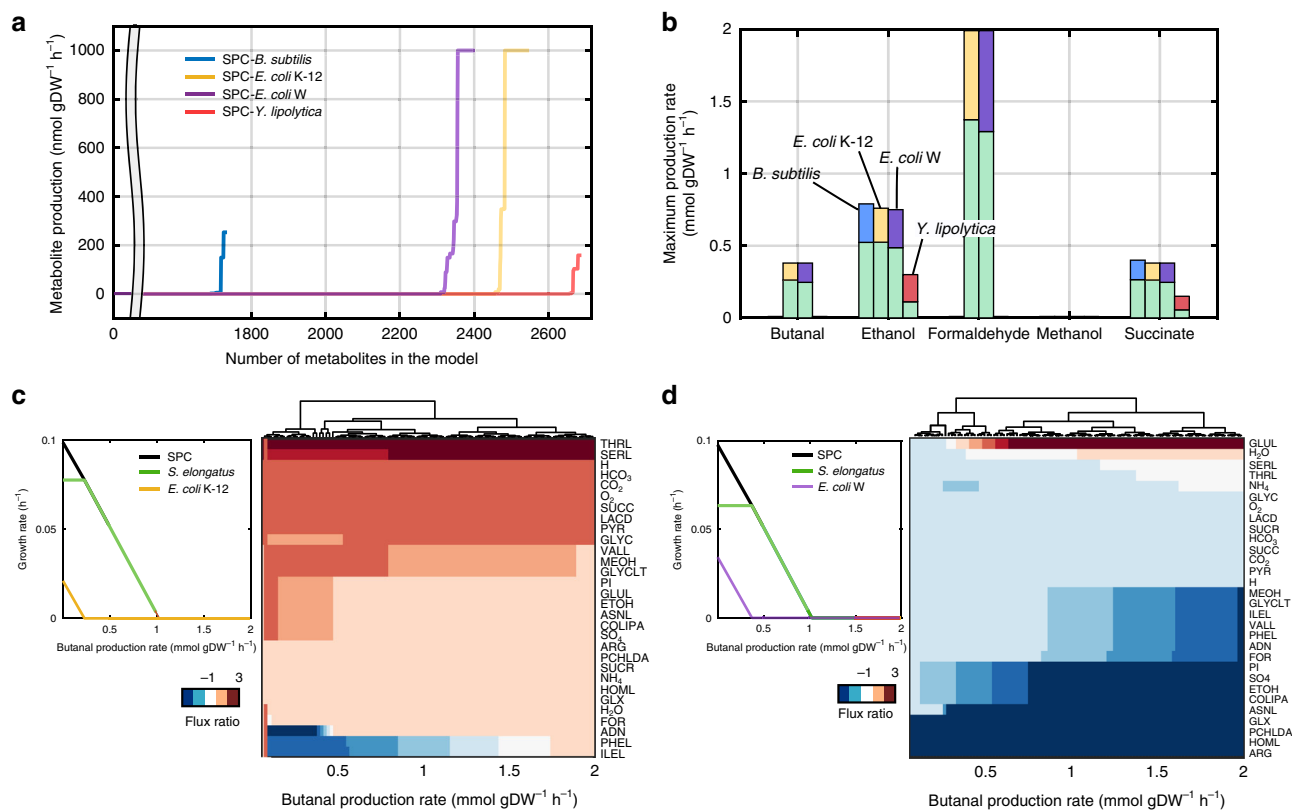 a
Metabolite production (nmol gDW⁻¹ h⁻¹)
1000
800
600
400
200
0
SPC-B. subtilis
SPC-E. coli K-12
SPC-E. coli W
SPC-Y. lipolytica
0
1800
2000
2200
2400
2600
Number of metabolites in the model
b
Maximum production rate
(mmol gDW⁻¹ h⁻¹)
2
1.5
1
0.5
0
B. subtilis
E. coli K-12
E. coli W
Y. lipolytica
Butanal
Ethanol
Formaldehyde
Methanol
Succinate
c
Growth rate (h⁻¹)
0.1
0.05
0
SPC
S. elongatus
E. coli K-12
0.5
1
1.5
2
Butanal production rate (mmol gDW⁻¹ h⁻¹)
−1 3
Flux ratio
THRL
SERL
H
HCO₃
CO₂
O₂
SUCC
LACD
PYR
GLYC
VALL
MEOH
GLYCLT
PI
GLUL
ETOH
ASNL
COLIPA
SO₄
ARG
PCHLDA
SUCR
NH₄
HOML
GLX
H₂O
FOR
ADN
PHEL
ILEL
0.5
1
1.5
2
Butanal production rate (mmol gDW⁻¹ h⁻¹)
d
Growth rate (h⁻¹)
0.1
0.05
0
SPC
S. elongatus
E. coli W
0.5
1
1.5
2
Butanal production rate (mmol gDW⁻¹ h⁻¹)
−1 3
Flux ratio
GLUL
H₂O
SERL
THRL
NH₄
GLYC
O₂
LACD
SUCR
HCO₃
SUCC
CO₂
PYR
H
MEOH
GLYCLT
ILEL
VALL
PHEL
ADN
FOR
PI
SO4
ETOH
COLIPA
ASNL
GLX
PCHLDA
HOML
ARG
0.5
1
1.5
2
Butanal production rate (mmol gDW⁻¹ h⁻¹)